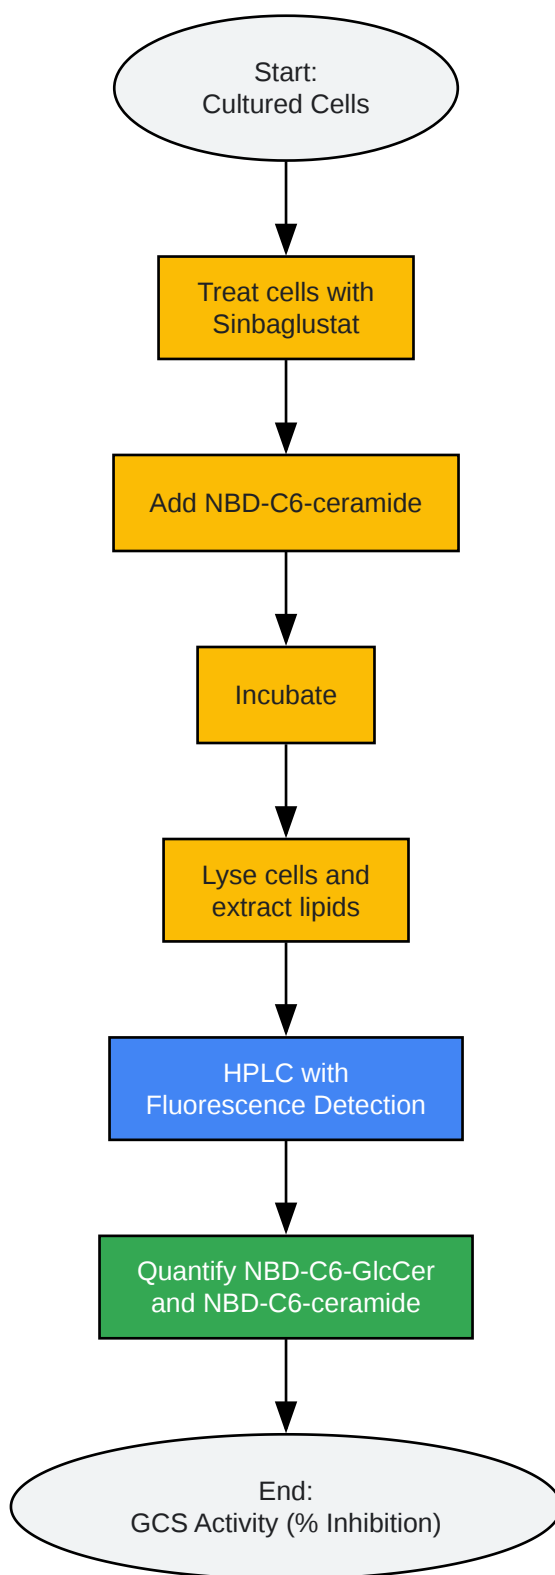 Start:
Cultured Cells
Treat cells with
Sinbaglustat
Add NBD-C6-ceramide
Incubate
Lyse cells and
extract lipids
HPLC with
Fluorescence Detection
Quantify NBD-C6-GlcCer
and NBD-C6-ceramide
End:
GCS Activity (% Inhibition)